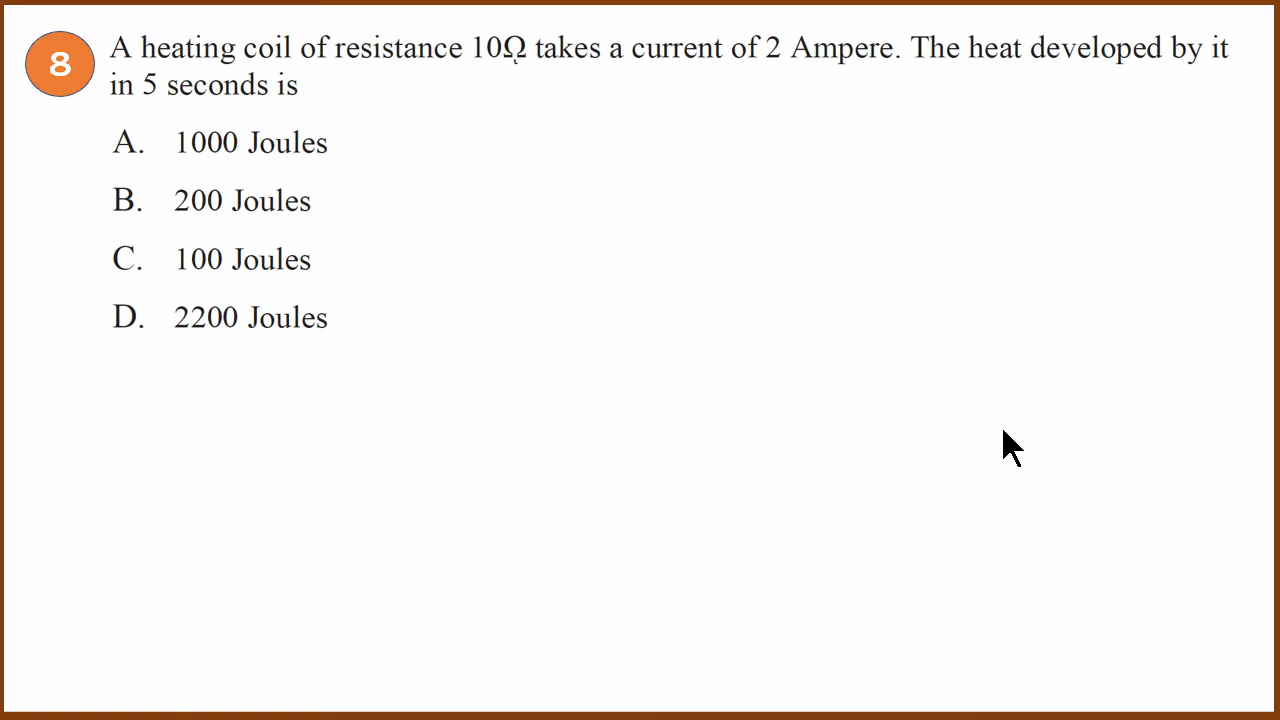 8
A heating coil of resistance 10Ω takes a current of 2 Ampere. The heat developed by it
in 5 seconds is
A. 1000 Joules
B. 200 Joules
C. 100 Joules
D. 2200 Joules